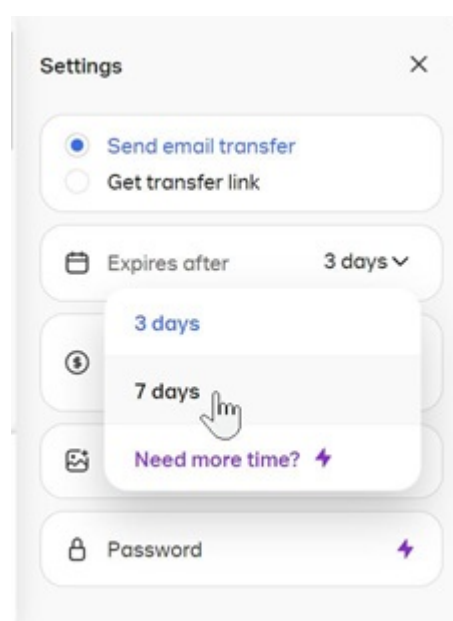 Settings
Send email transfer
Get transfer link
Expires after 3 days
3 days
7 days
Need more time?
Password